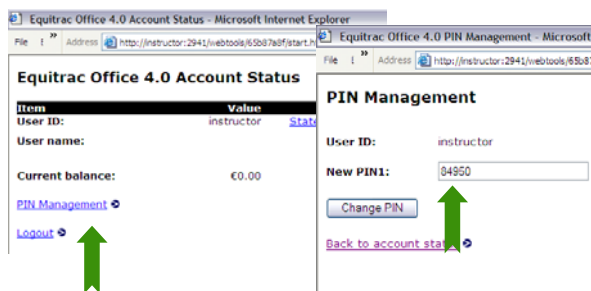 Equitrac Office 4.0 Account Status - Microsoft Internet Explorer
File
Address http://instructor:2941/webtools/65b87a8f/start.h
Equitrac Office 4.0 Account Status
Item Value
User ID: instructor State
User name:
Current balance: €0.00
PIN Management
Logout
Equitrac Office 4.0 PIN Management - Microsoft
File
Address http://instructor:2941/webtools/65b87
PIN Management
User ID: instructor
New PIN1: 84950
Change PIN
Back to account status